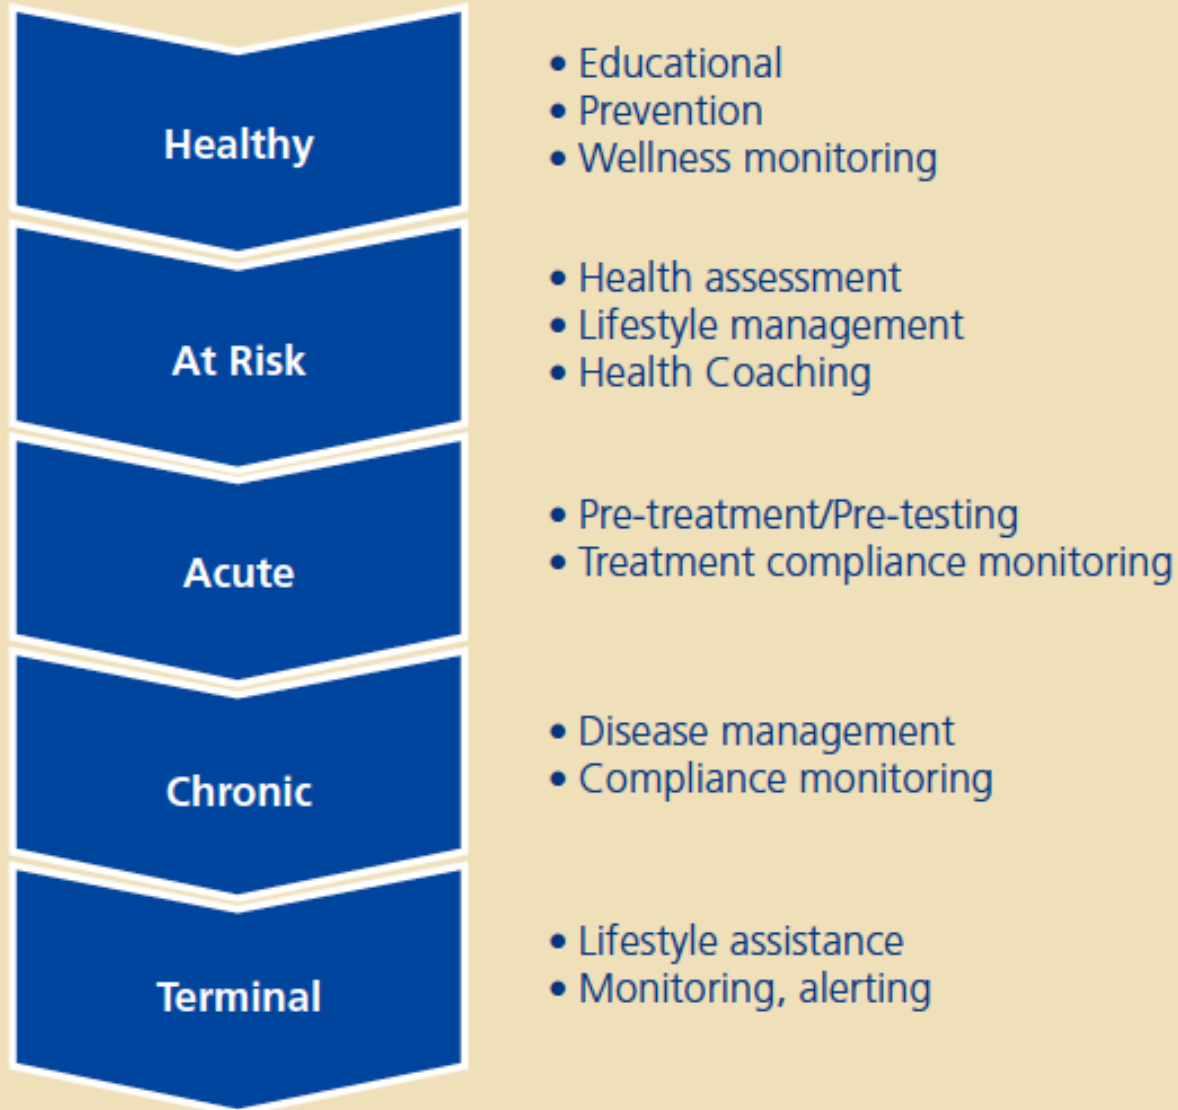 Healthy
• Educational
• Prevention
• Wellness monitoring
At Risk
• Health assessment
• Lifestyle management
• Health Coaching
Acute
• Pre-treatment/Pre-testing
• Treatment compliance monitoring
Chronic
• Disease management
• Compliance monitoring
Terminal
• Lifestyle assistance
• Monitoring, alerting